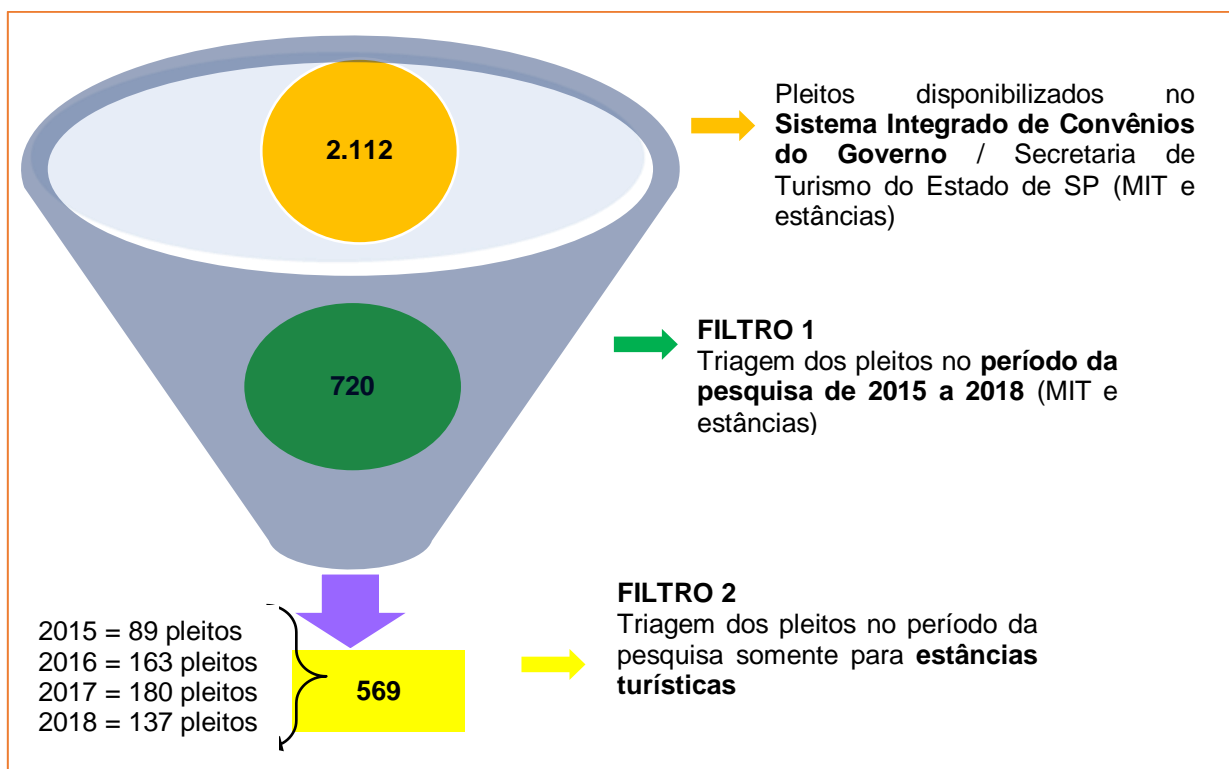 2.112
Pleitos disponibilizados no
Sistema Integrado de Convênios
do Governo / Secretaria de
Turismo do Estado de SP (MIT e
estâncias)
720
FILTRO 1
Triagem dos pleitos no período da
pesquisa de 2015 a 2018 (MIT e
estâncias)
2015 = 89 pleitos
2016 = 163 pleitos
2017 = 180 pleitos
2018 = 137 pleitos
569
FILTRO 2
Triagem dos pleitos no período da
pesquisa somente para estâncias
turísticas